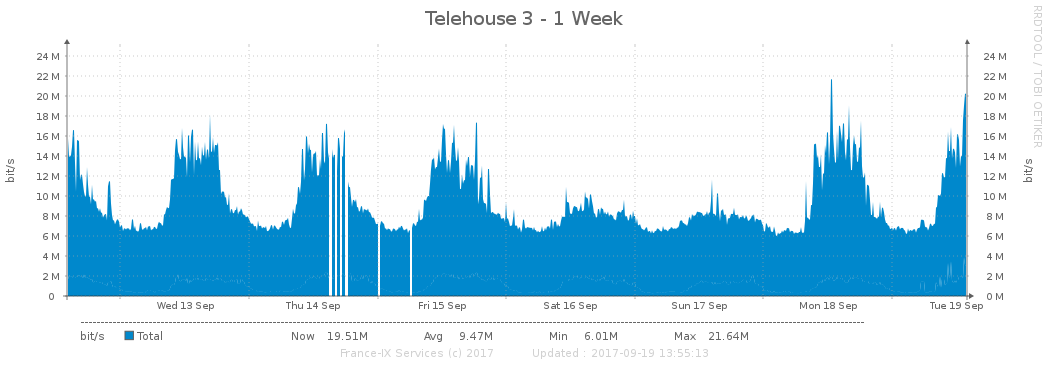 Telehouse 3 - 1 Week
RRDTOOL / TOBI OETIKER
bit/s
bit/s
24 M 24 M
22 M 22 M
20 M 20 M
18 M 18 M
16 M 16 M
14 M 14 M
12 M 12 M
10 M 10 M
8 M 8 M
6 M 6 M
4 M 4 M
2 M 2 M
0 0 M
Wed 13 Sep Thu 14 Sep Fri 15 Sep Sat 16 Sep Sun 17 Sep Mon 18 Sep Tue 19 Sep
bit/s Total Now 19.51M Avg 9.47M Min 6.01M Max 21.64M
France-IX Services (c) 2017 Updated : 2017-09-19 13:55:13